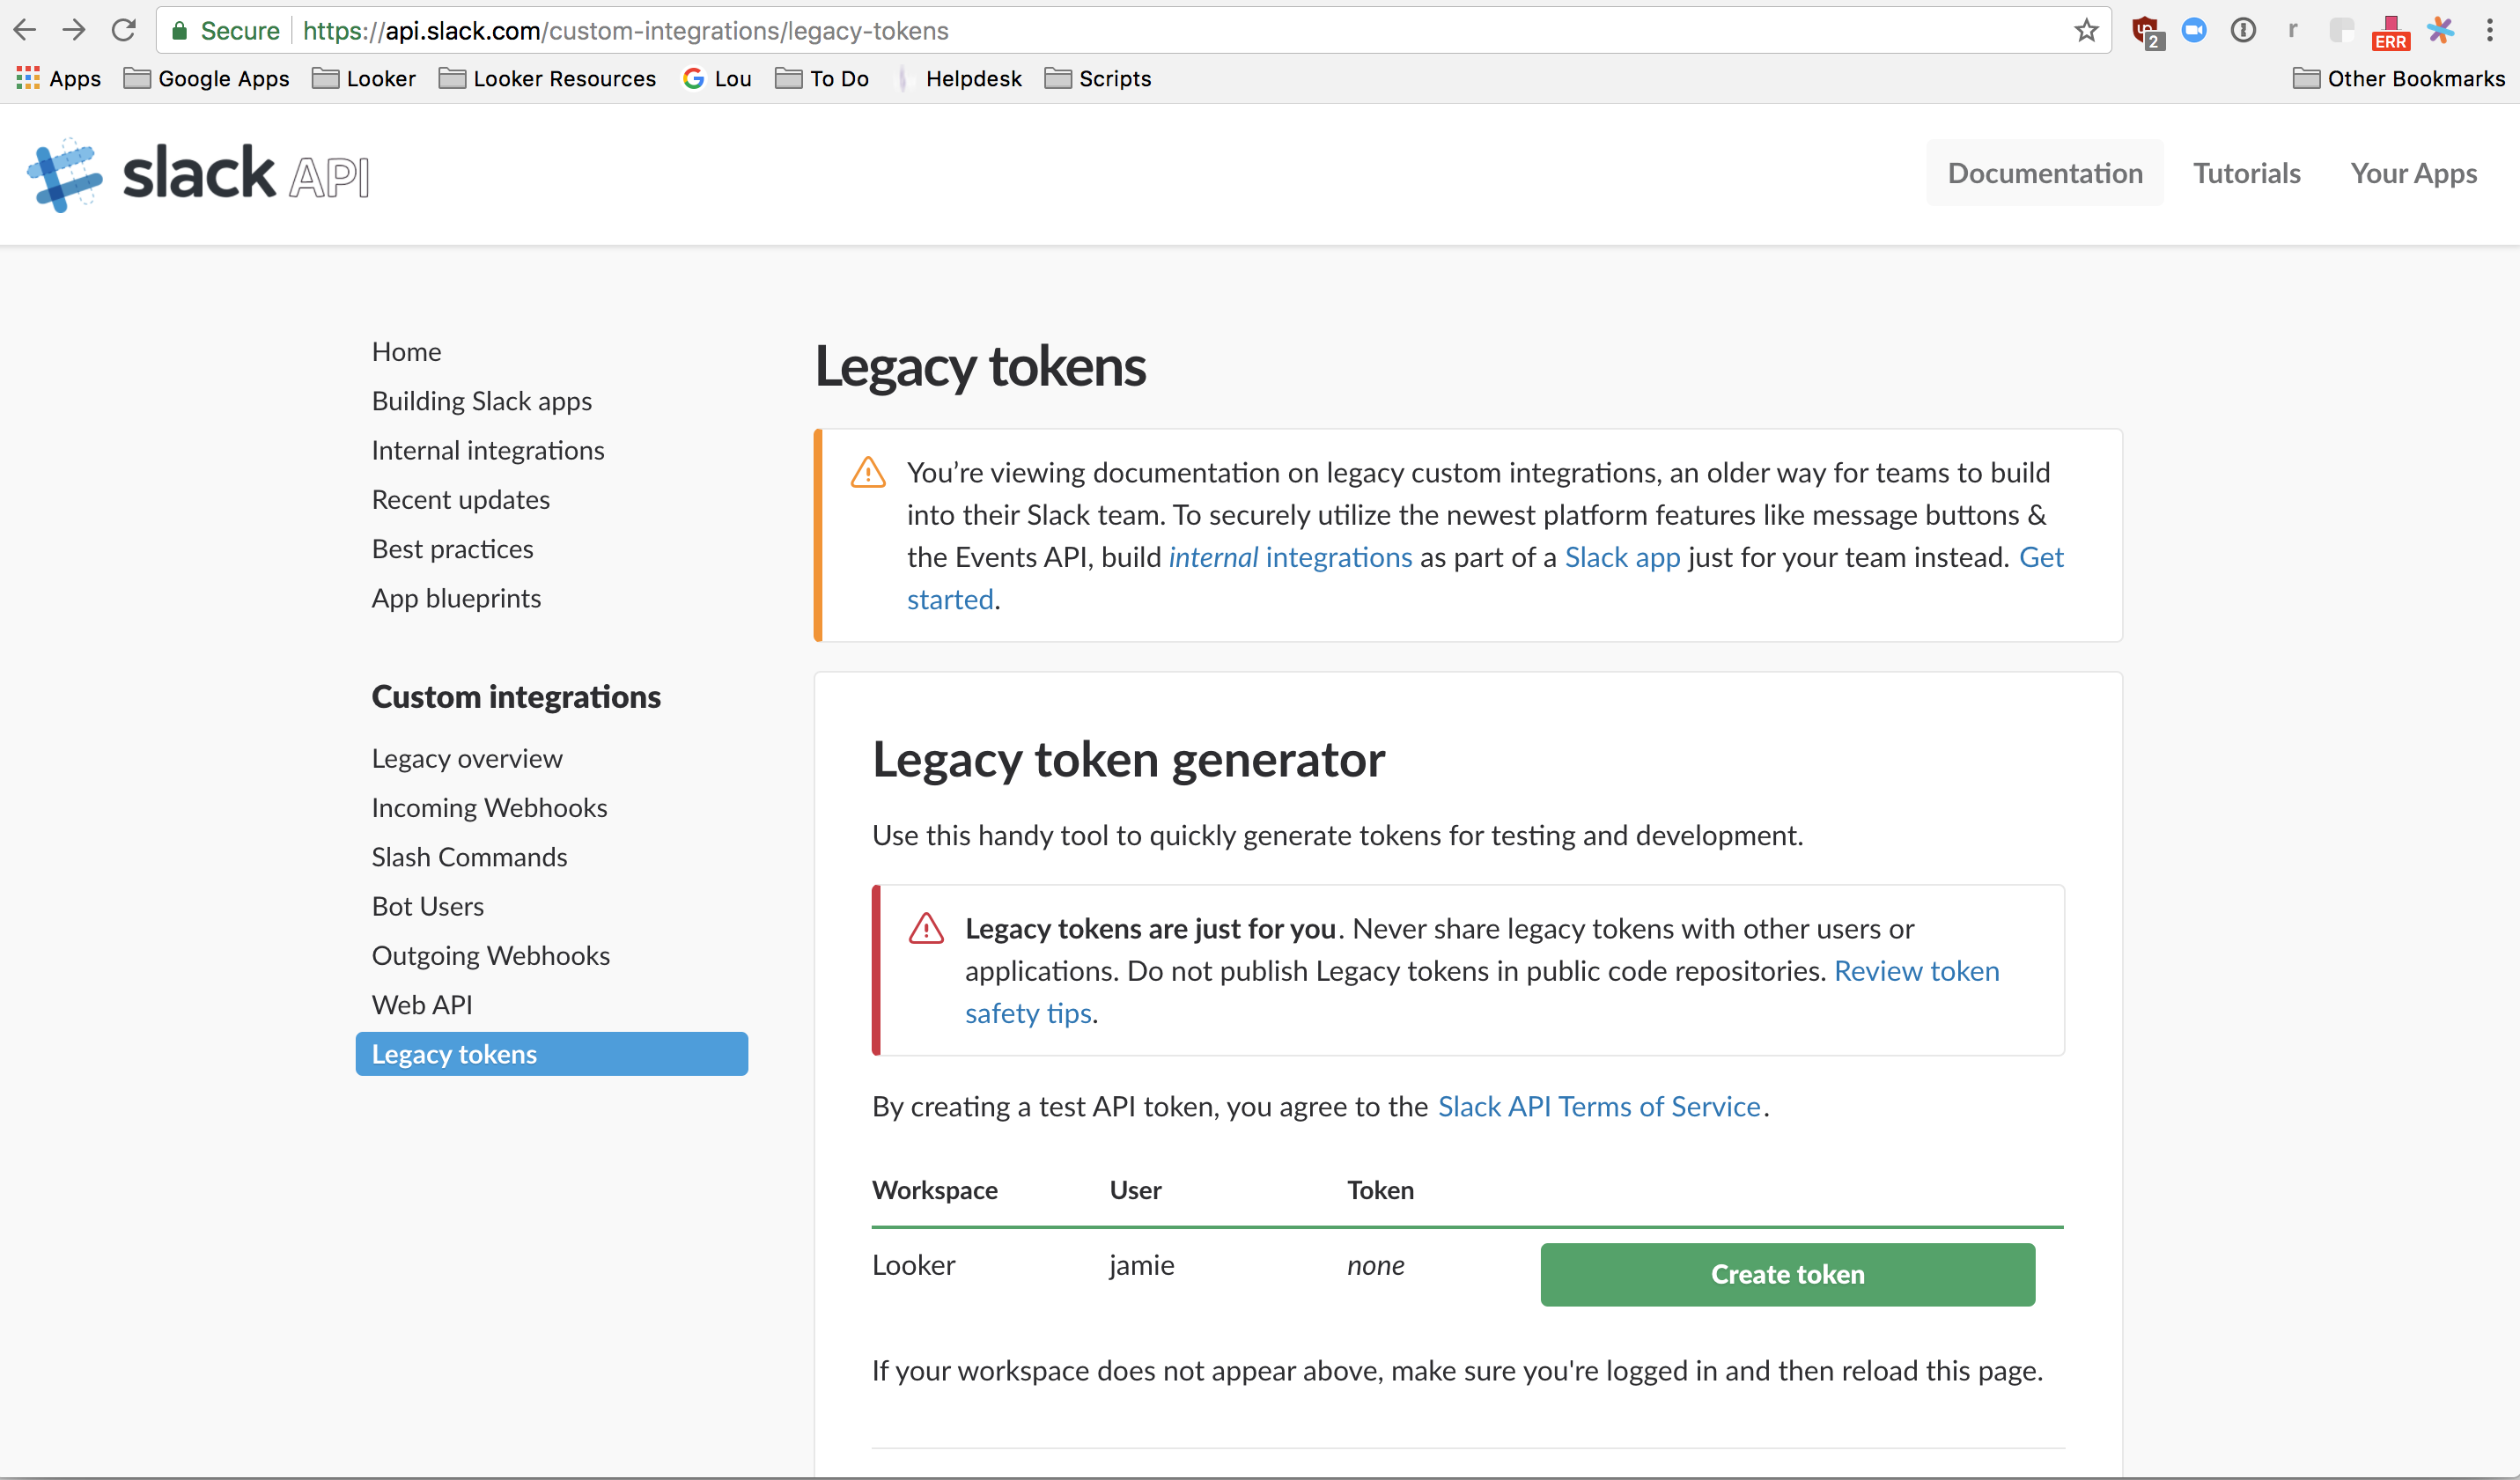 Secure https://api.slack.com/custom-integrations/legacy-tokens
2
r
ERR
Apps Google Apps Looker Looker Resources Lou To Do Helpdesk Scripts Other Bookmarks
slack API
Documentation Tutorials Your Apps
Home
Building Slack apps
Internal integrations
Recent updates
Best practices
App blueprints
Custom integrations
Legacy overview
Incoming Webhooks
Slash Commands
Bot Users
Outgoing Webhooks
Web API
Legacy tokens
Legacy tokens
You’re viewing documentation on legacy custom integrations, an older way for teams to build
into their Slack team. To securely utilize the newest platform features like message buttons &
the Events API, build internal integrations as part of a Slack app just for your team instead. Get
started.
Legacy token generator
Use this handy tool to quickly generate tokens for testing and development.
Legacy tokens are just for you. Never share legacy tokens with other users or
applications. Do not publish Legacy tokens in public code repositories. Review token
safety tips.
By creating a test API token, you agree to the Slack API Terms of Service.
Workspace User Token
Looker jamie none Create token
If your workspace does not appear above, make sure you're logged in and then reload this page.